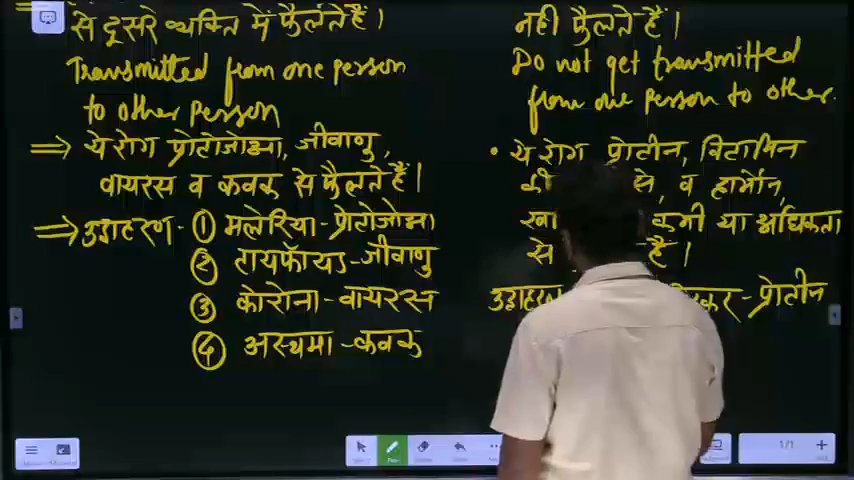 से दूसरे व्यक्ति में फैलते हैं।
Transmitted from one person
to other person
⇒ ये रोग प्रोटोजोआ, जीवाणु,
वायरस व कवक से फैलते हैं।
⇒ उदाहरण- ① मलेरिया-प्रोटोजोआ
② टायफॉयड-जीवाणु
③ कोरोना-वायरस
④ अस्थमा-कवक
नहीं फैलते हैं।
Do not get transmitted
from one person to other.
• ये रोग प्रोटीन, विटामिन
की से, व हार्मोन,
कमी या अधिकता
से है।
उदाहरण -प्रोटीन
1/1